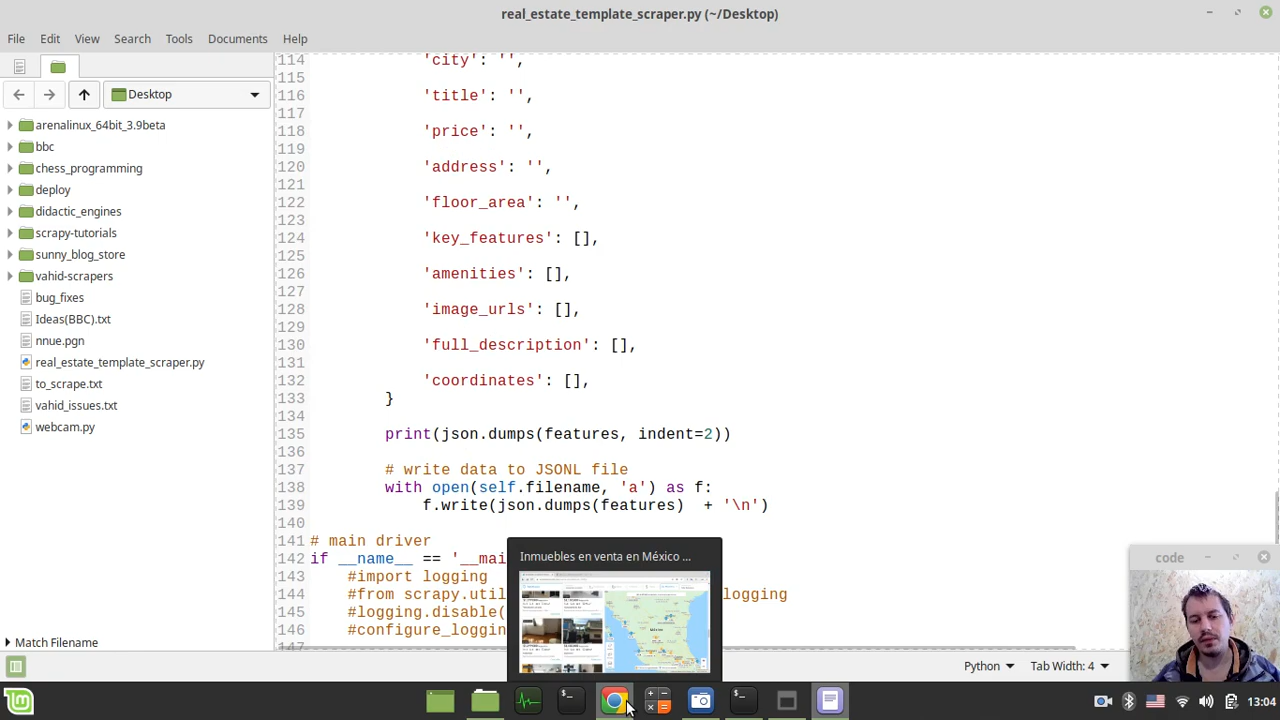 real_estate_template_scraper.py (~/Desktop)
File Edit View Search Tools Documents Help
Desktop
arenalinux_64bit_3.9beta
bbc
chess_programming
deploy
didactic_engines
scrapy-tutorials
sunny_blog_store
vahid-scrapers
bug_fixes
Ideas(BBC).txt
nnue.pgn
real_estate_template_scraper.py
to_scrape.txt
vahid_issues.txt
webcam.py
Match Filename
114 'city': '',
115
116 'title': '',
117
118 'price': '',
119
120 'address': '',
121
122 'floor_area': '',
123
124 'key_features': [],
125
126 'amenities': [],
127
128 'image_urls': [],
129
130 'full_description': [],
131
132 'coordinates': [],
133 }
134
135 print(json.dumps(features, indent=2))
136
137 # write data to JSONL file
138 with open(self.filename, 'a') as f:
139 f.write(json.dumps(features)  + '\n')
140
141 # main driver
142 if __name__ == '__mai
143 #import logging
144 #from scrapy.util logging
145 #logging.disable(
146 #configure_loggin
147
Inmuebles en venta en México ...
code
Python Tab Width: 4
13:04